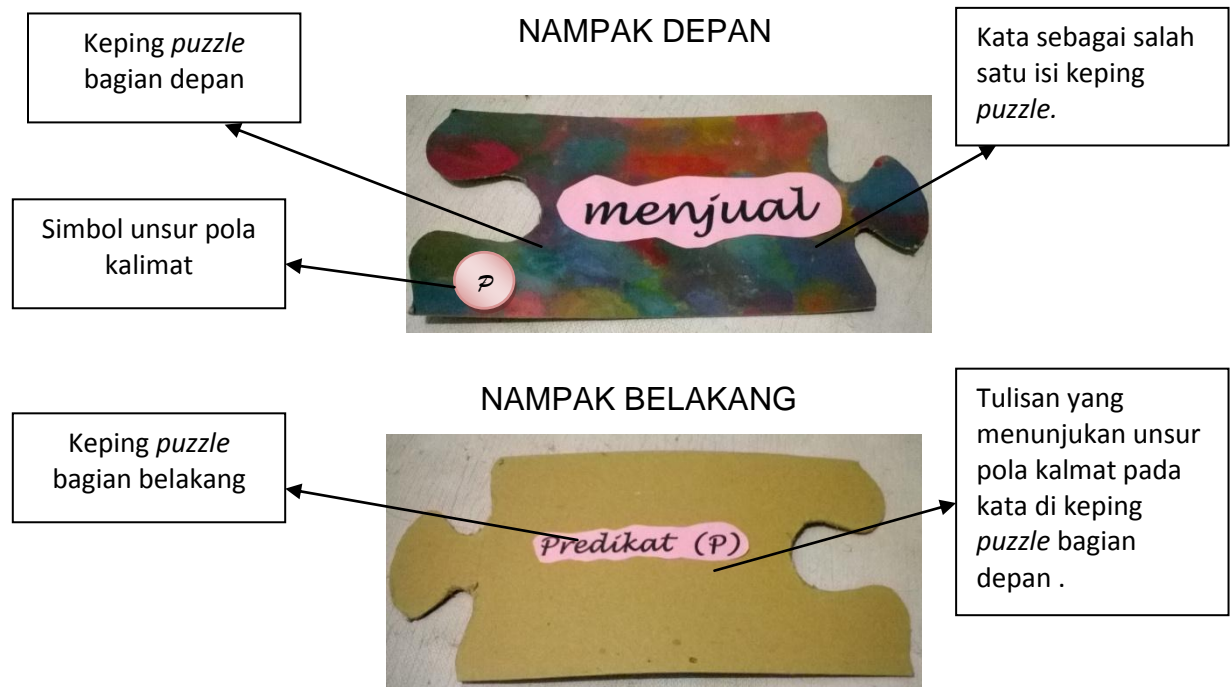 NAMPAK DEPAN
Keping puzzle
bagian depan
Kata sebagai salah
satu isi keping
puzzle.
menjual
Simbol unsur pola
kalimat
P
NAMPAK BELAKANG
Keping puzzle
bagian belakang
Predikat (P)
Tulisan yang
menunjukan unsur
pola kalmat pada
kata di keping
puzzle bagian
depan .